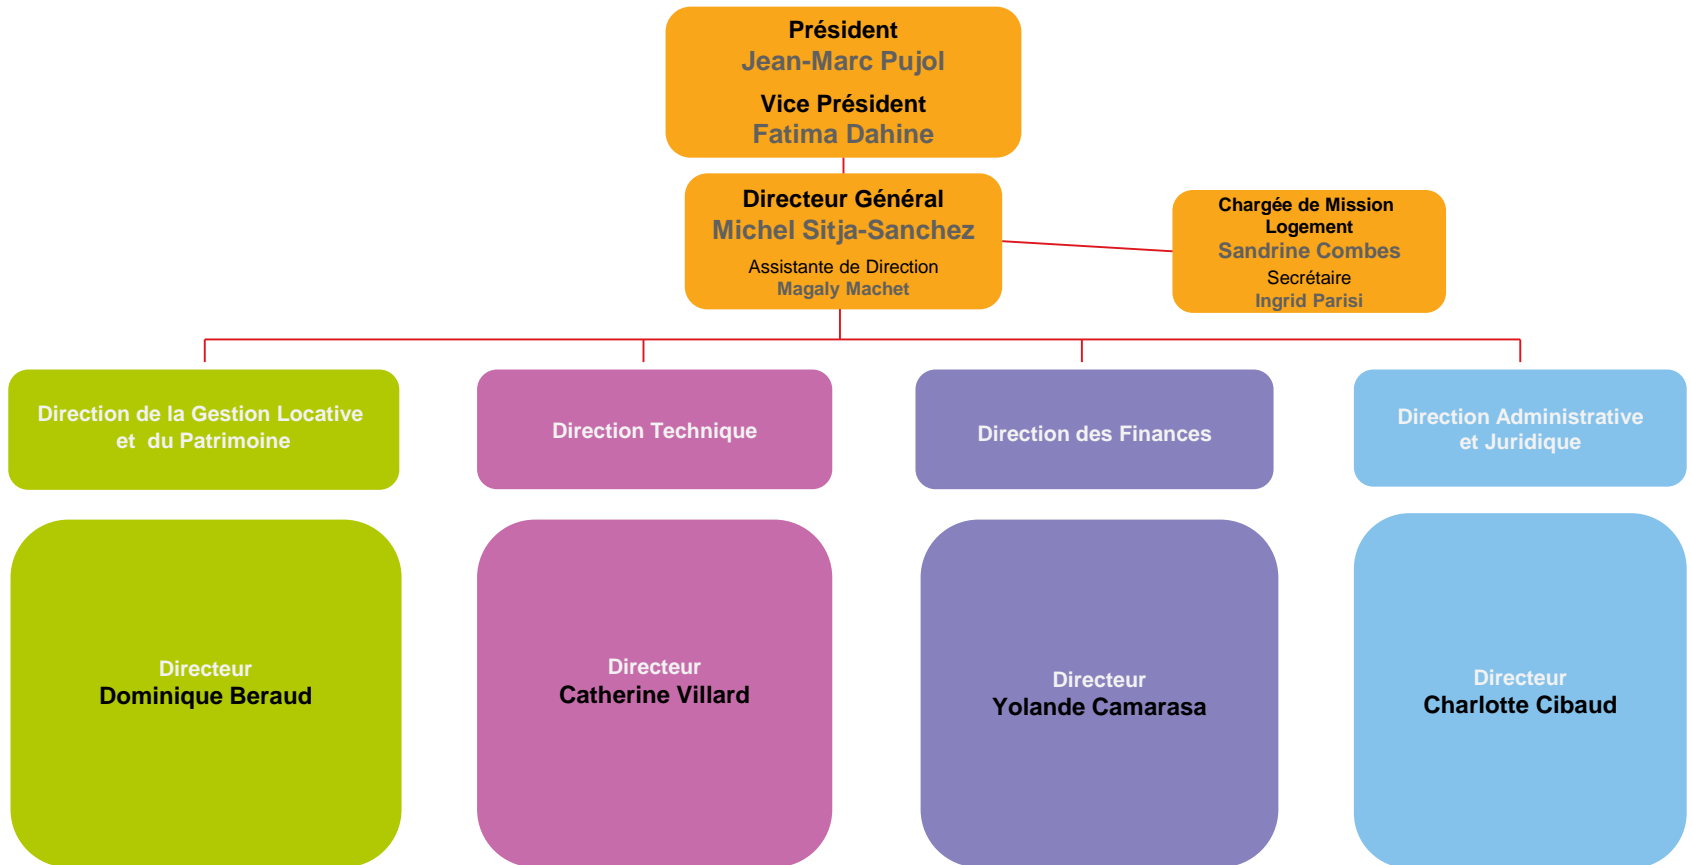 Président
Jean-Marc Pujol
Vice Président
Fatima Dahine
Directeur Général
Michel Sitja-Sanchez
Assistante de Direction
Magaly Machet
Chargée de Mission
Logement
Sandrine Combes
Secrétaire
Ingrid Parisi
Direction de la Gestion Locative
et du Patrimoine
Direction Technique
Direction des Finances
Direction Administrative
et Juridique
Directeur
Dominique Beraud
Directeur
Catherine Villard
Directeur
Yolande Camarasa
Directeur
Charlotte Cibaud